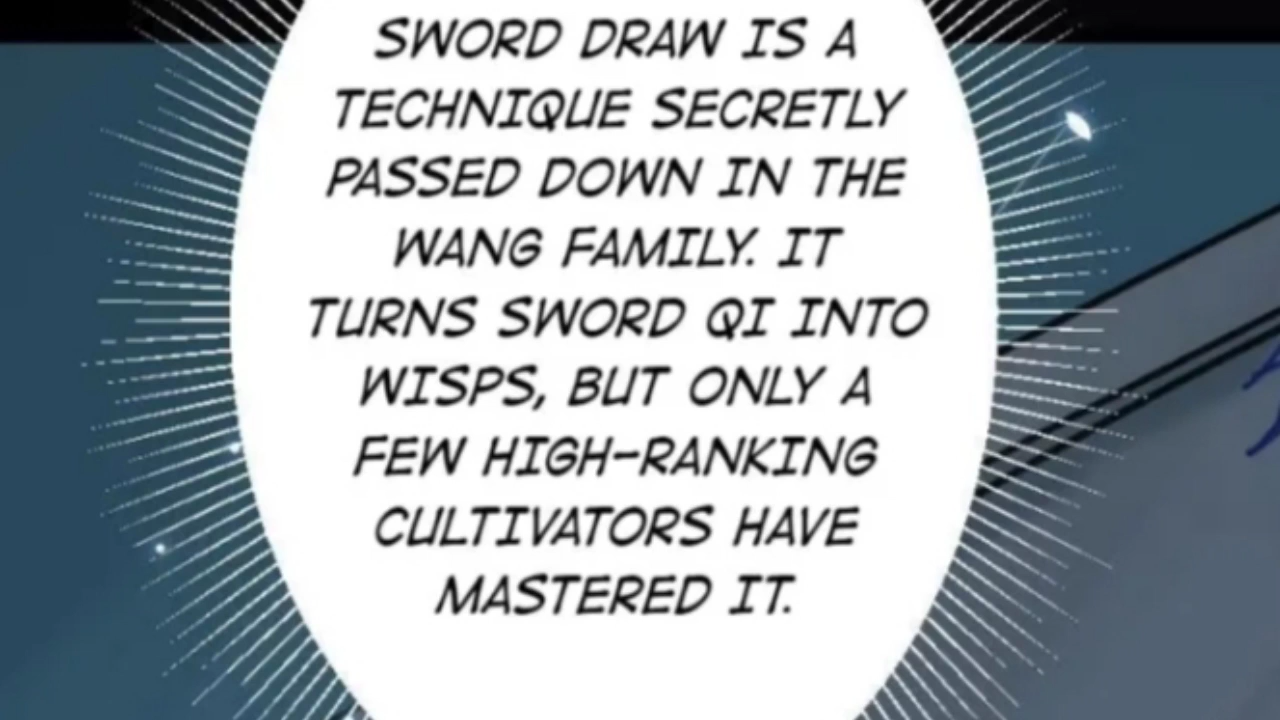 SWORD DRAW IS A
TECHNIQUE SECRETLY
PASSED DOWN IN THE
WANG FAMILY. IT
TURNS SWORD QI INTO
WISPS, BUT ONLY A
FEW HIGH-RANKING
CULTIVATORS HAVE
MASTERED IT.